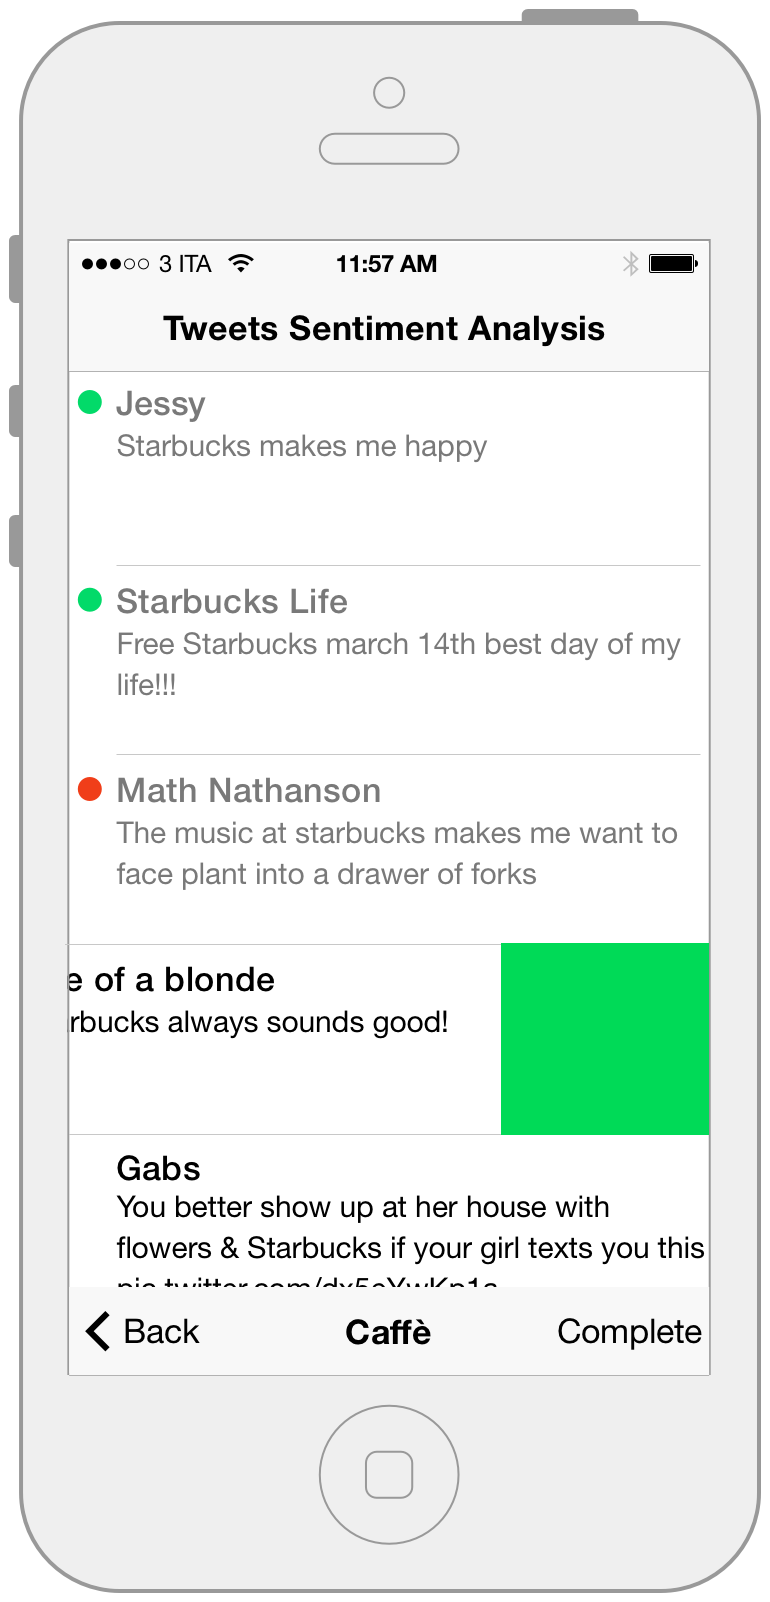 3 ITA 11:57 AM
Tweets Sentiment Analysis
Jessy
Starbucks makes me happy
Starbucks Life
Free Starbucks march 14th best day of my
life!!!
Math Nathanson
The music at starbucks makes me want to
face plant into a drawer of forks
e of a blonde
rbucks always sounds good!
Gabs
You better show up at her house with
flowers & Starbucks if your girl texts you this
Back Caffè Complete